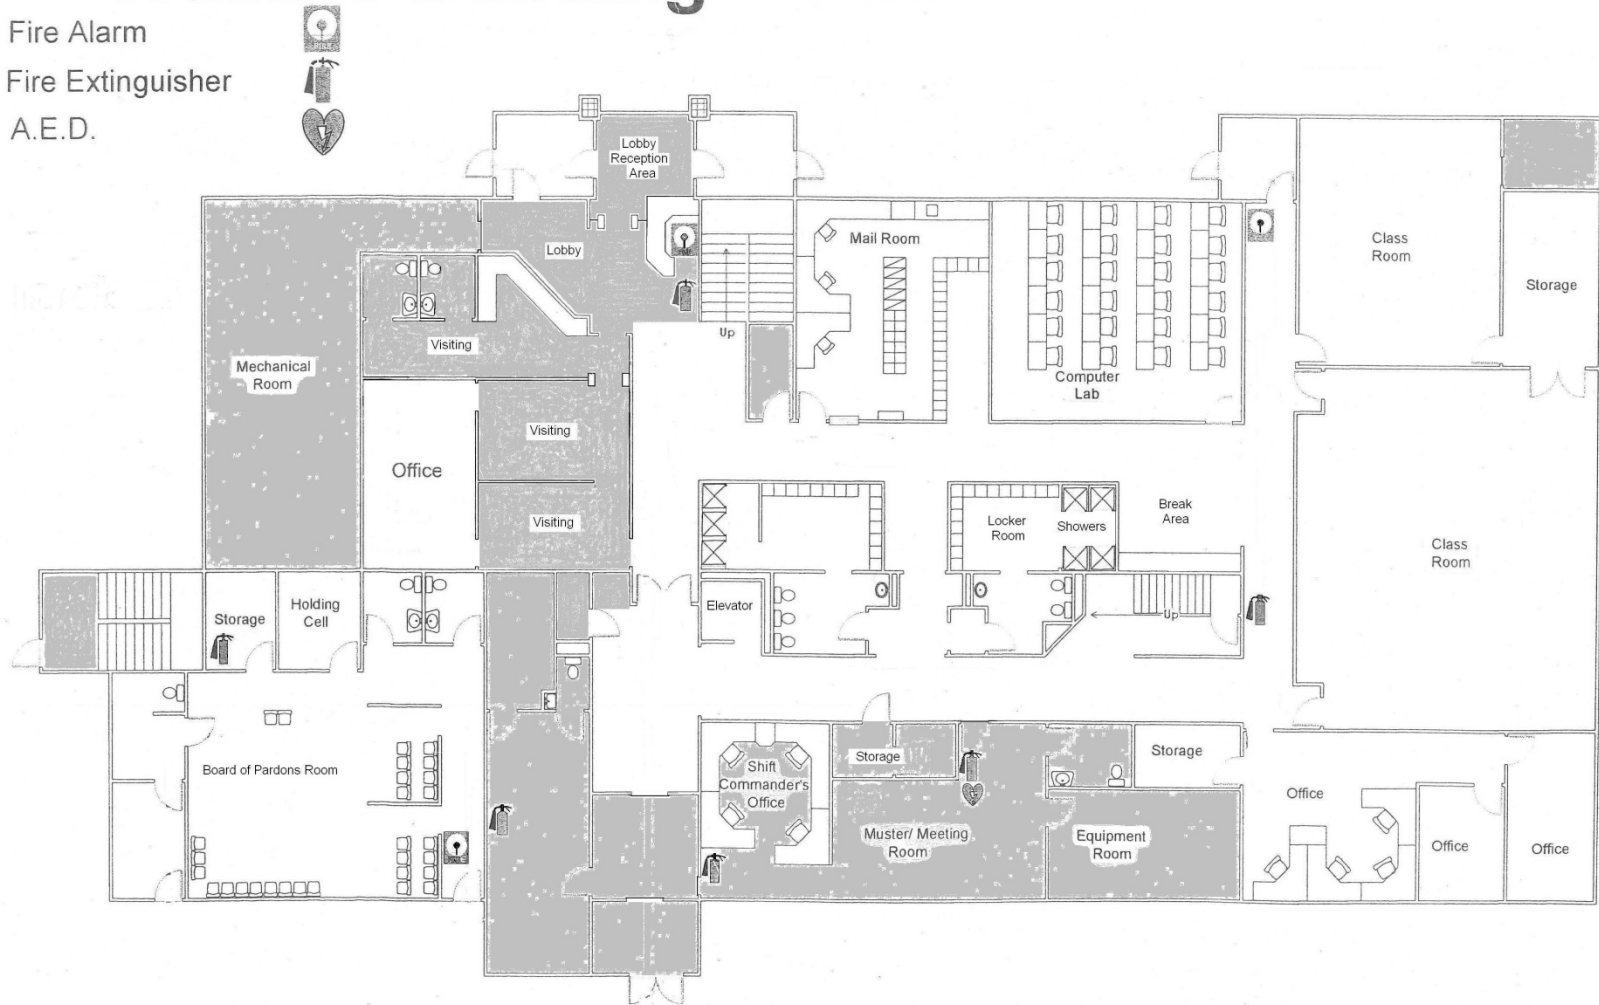 Fire Alarm
Fire Extinguisher
A.E.D.
Lobby
Reception
Area
Lobby
Mail Room
Class
Room
Storage
Up
Visiting
Mechanical
Room
Computer
Lab
Visiting
Office
Visiting
Locker
Room
Showers
Break
Area
Class
Room
Storage
Holding
Cell
Elevator
Up
Board of Pardons Room
Shift
Commander's
Office
Storage
Storage
Muster/ Meeting
Room
Equipment
Room
Office
Office
Office